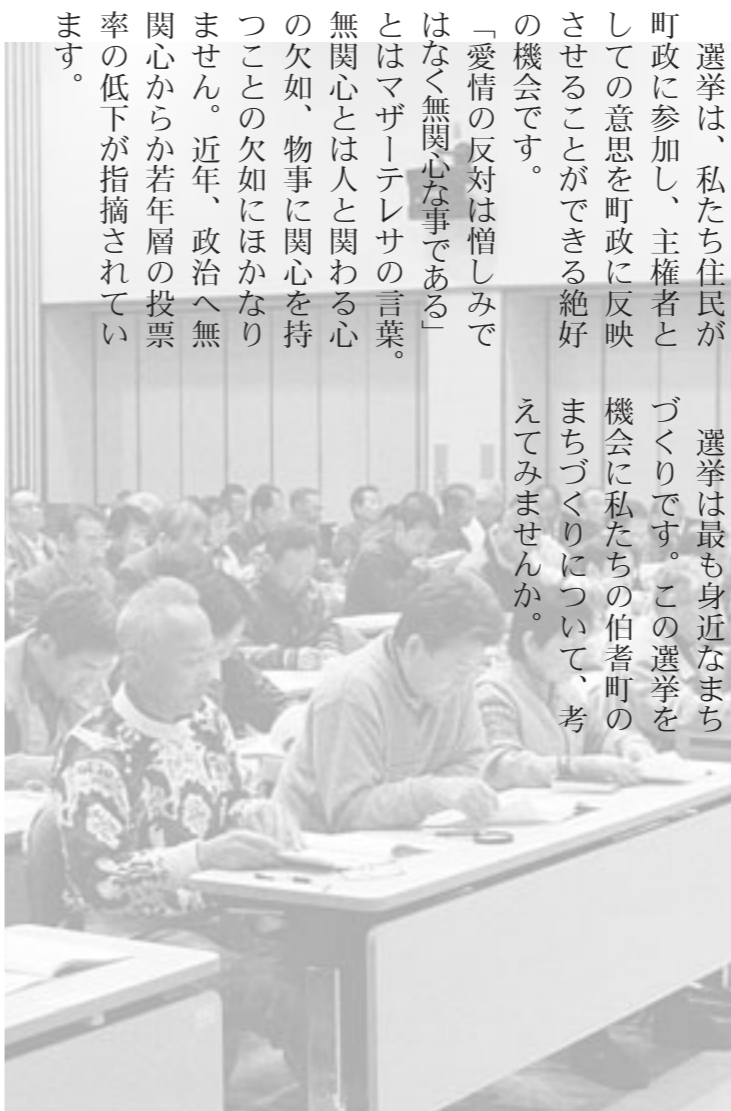 選挙は、私たち住民が
町政に参加し、主権者と
しての意思を町政に反映
させることができる絶好
の機会です。
「愛情の反対は憎しみで
はなく無関心な事である」
とはマザーテレサの言葉。
無関心とは人と関わる心
の欠如、物事に関心を持
つことの欠如にほかなり
ません。近年、政治へ無
関心からか若年層の投票
率の低下が指摘されてい
ます。
選挙は最も身近なまち
づくりです。この選挙を
機会に私たちの伯耆町の
まちづくりについて、考
えてみませんか。